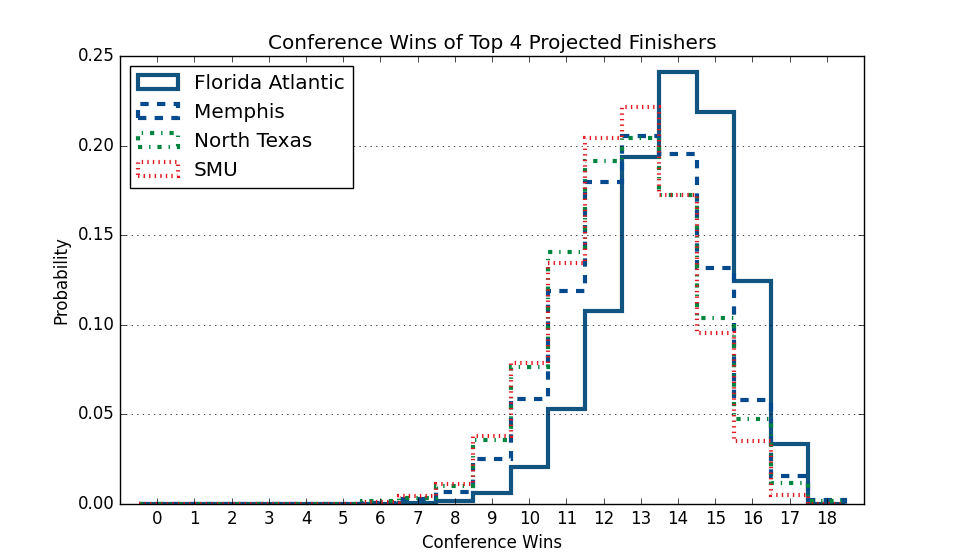 Conference Wins of Top 4 Projected Finishers
0.25
0.20
0.15
0.10
0.05
0.00
Probability
Florida Atlantic
Memphis
North Texas
SMU
0 1 2 3 4 5 6 7 8 9 10 11 12 13 14 15 16 17 18
Conference Wins